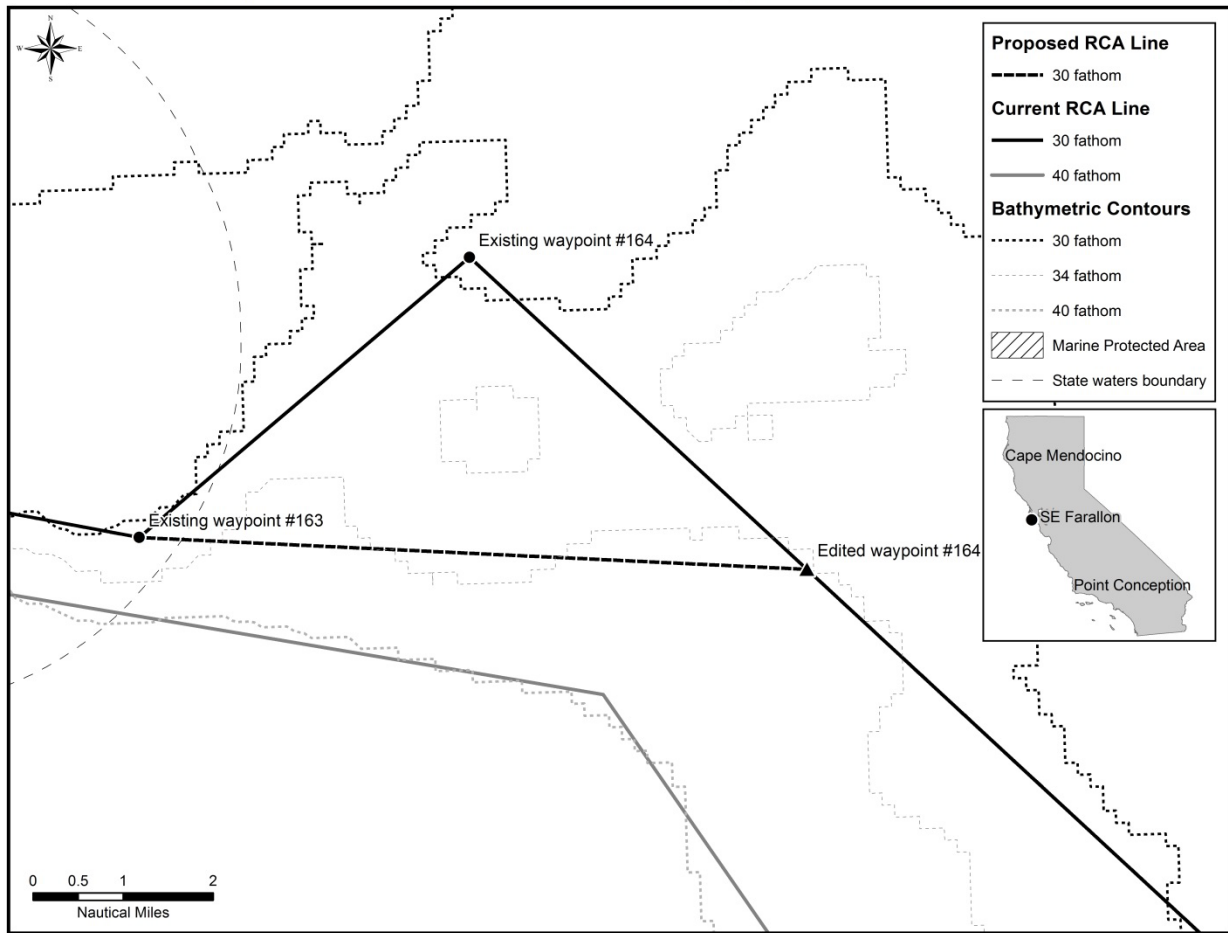 N
W
E
S
Existing waypoint #164
Existing waypoint #163
Edited waypoint #164
Proposed RCA Line
30 fathom
Current RCA Line
30 fathom
40 fathom
Bathymetric Contours
30 fathom
34 fathom
40 fathom
Marine Protected Area
State waters boundary
Cape Mendocino
SE Farallon
Point Conception
0 0.5 1 2
Nautical Miles